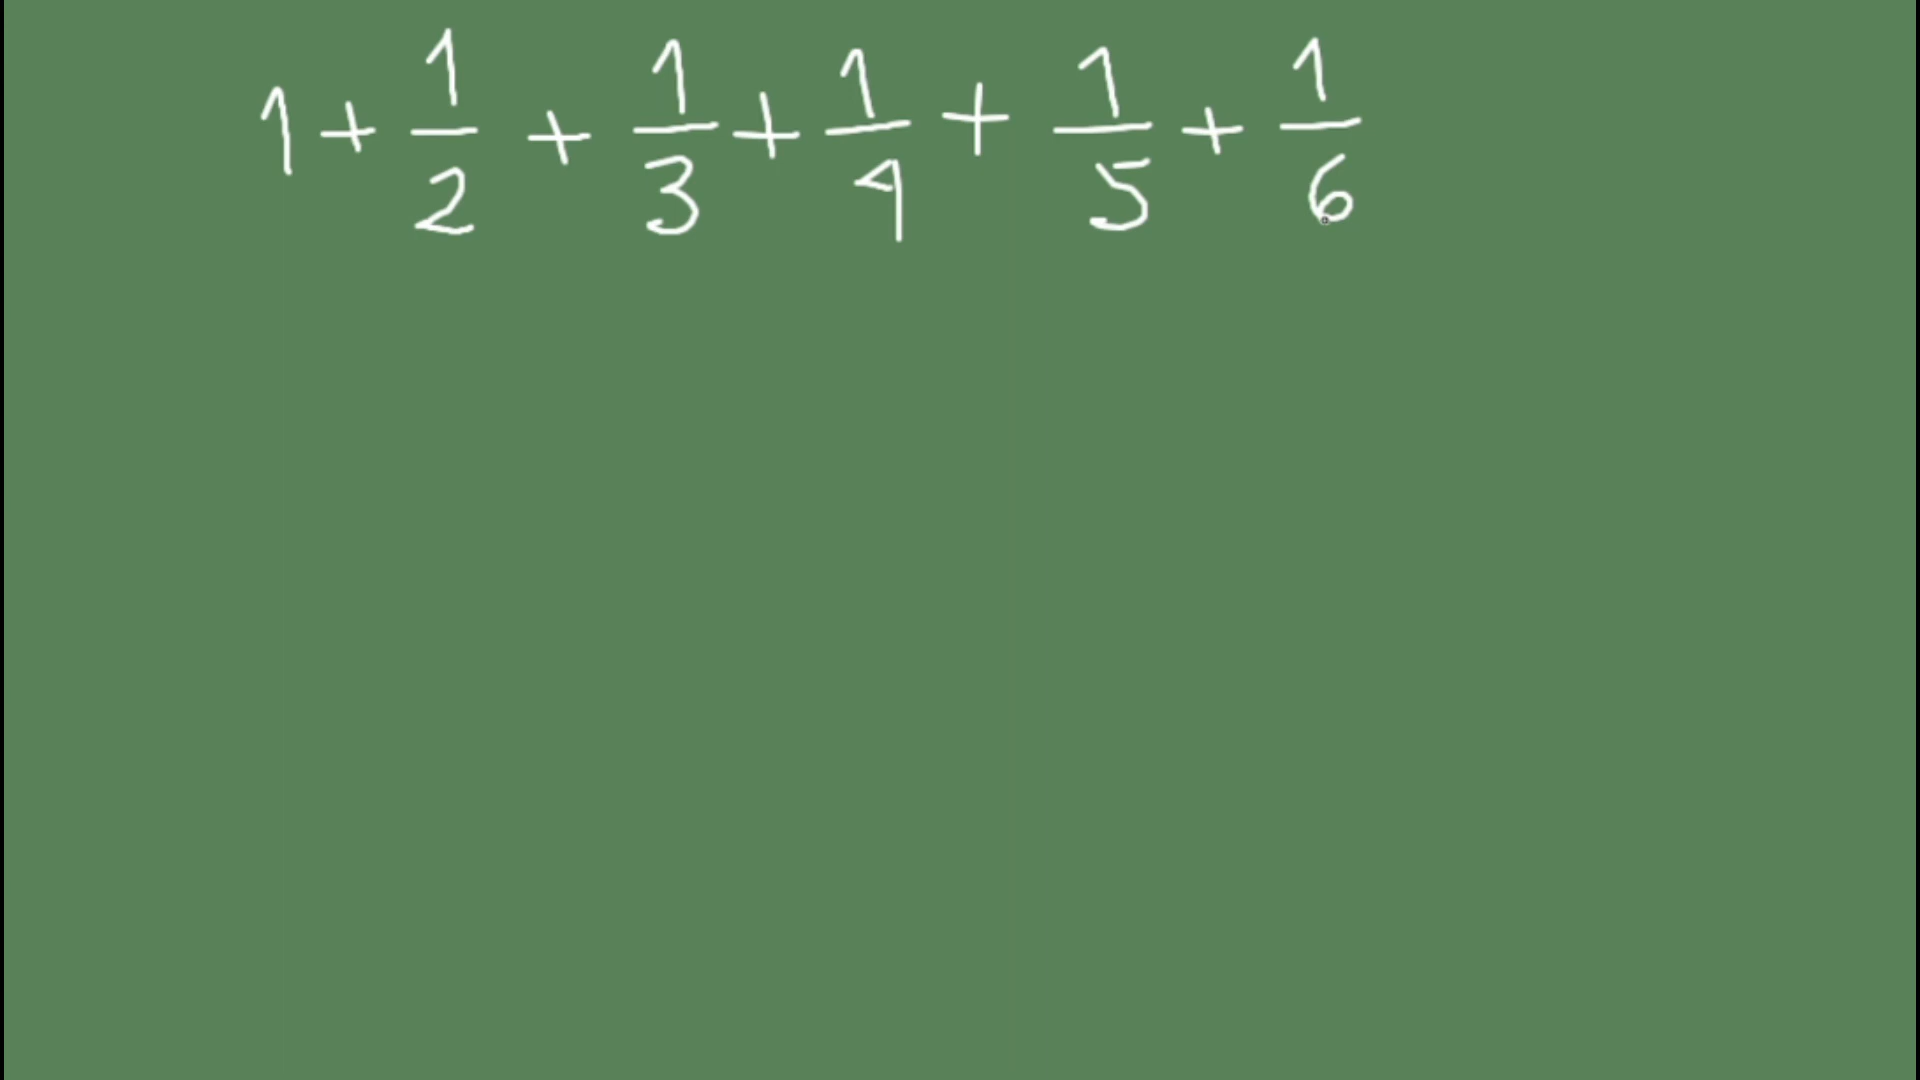 1 + 1/2 + 1/3 + 1/4 + 1/5 + 1/6